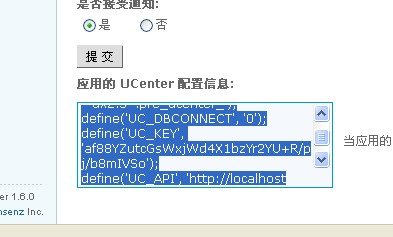 是否接受通知:
是 否
提 交
应用的 UCenter 配置信息:
define('UC_DBCONNECT', '0');
define('UC_KEY',
'af88YZutcGsWxjWd4X1bzYr2YU+R/p
j/b8mIVSo');
define('UC_API', 'http://localhost
当应用的
er 1.6.0
nsenz Inc.